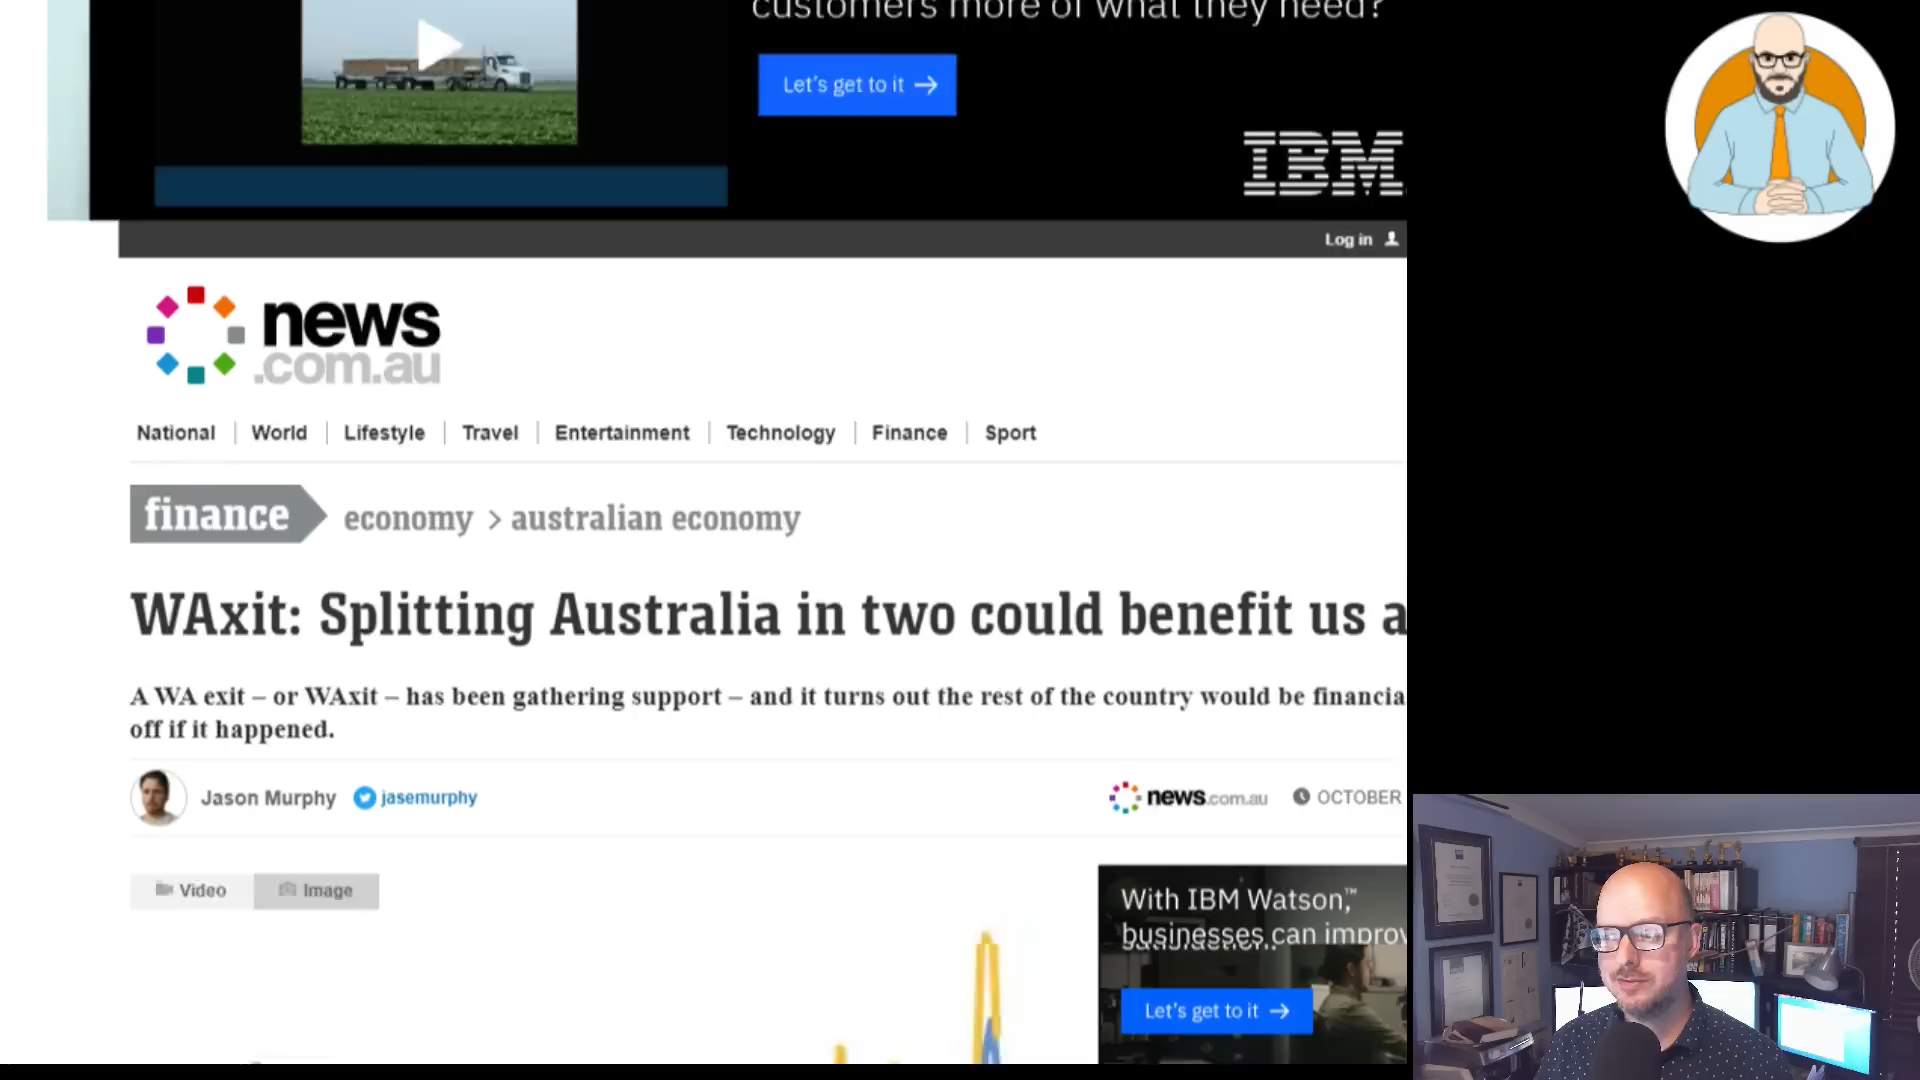 customers more of what they need?
Let's get to it →
IBM
Log in
news
.com.au
National
World
Lifestyle
Travel
Entertainment
Technology
Finance
Sport
finance
economy > australian economy
WAxit: Splitting Australia in two could benefit us a
A WA exit – or WAxit – has been gathering support – and it turns out the rest of the country would be financia
off if it happened.
Jason Murphy
jasemurphy
news.com.au
OCTOBER
Video
Image
With IBM Watson,™
businesses can improv
Let's get to it →